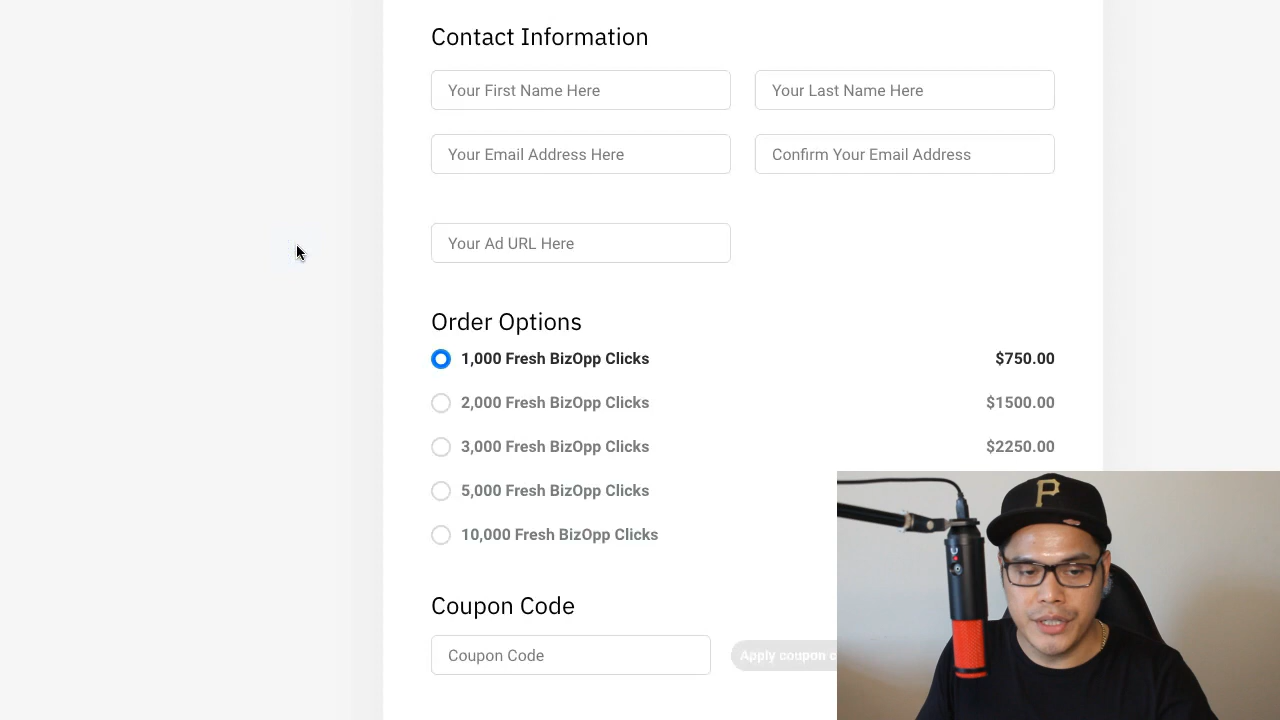 Contact Information
Your First Name Here
Your Last Name Here
Your Email Address Here
Confirm Your Email Address
Your Ad URL Here
Order Options
1,000 Fresh BizOpp Clicks $750.00
2,000 Fresh BizOpp Clicks $1500.00
3,000 Fresh BizOpp Clicks $2250.00
5,000 Fresh BizOpp Clicks
10,000 Fresh BizOpp Clicks
Coupon Code
Coupon Code
Apply coupon c
P